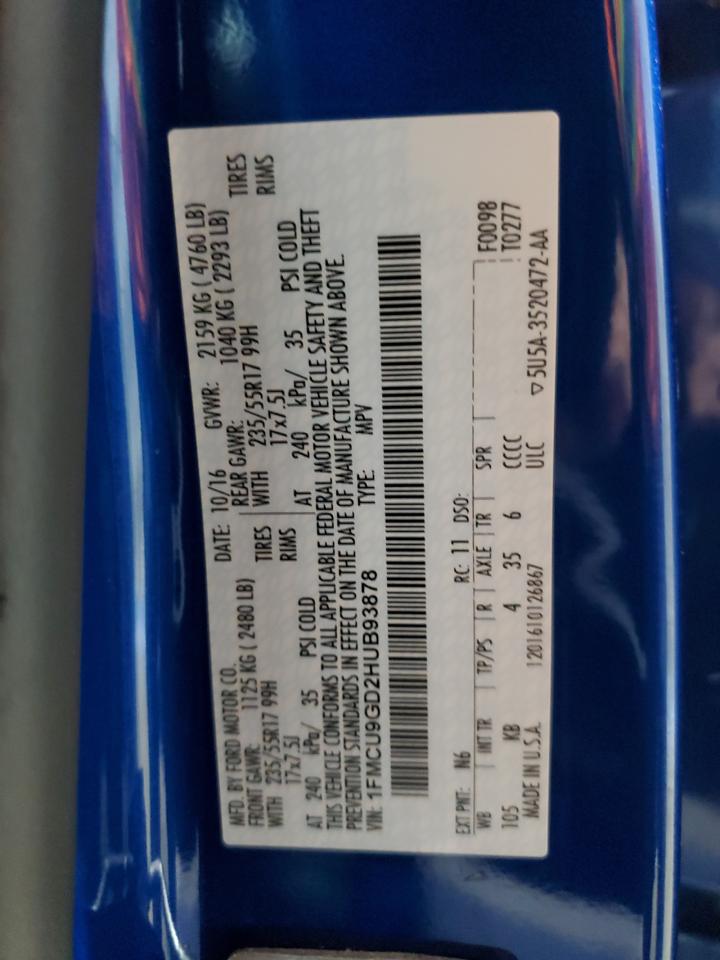 MFD. BY FORD MOTOR CO.
DATE: 10/16 GVWR: 2159 KG ( 4760 LB)
FRONT GAWR: 1125 KG ( 2480 LB) REAR GAWR: 1040 KG ( 2293 LB)
WITH 235/55R17 99H TIRES WITH 235/55R17 99H TIRES
17x7.5J RIMS 17x7.5J RIMS
AT 240 kPa/ 35 PSI COLD AT 240 kPa/ 35 PSI COLD
THIS VEHICLE CONFORMS TO ALL APPLICABLE FEDERAL MOTOR VEHICLE SAFETY AND THEFT
PREVENTION STANDARDS IN EFFECT ON THE DATE OF MANUFACTURE SHOWN ABOVE.
VIN: 1FMCU9GD2HUB93878 TYPE: MPV
EXT PNT: N6 RC: 11 DSO: F0098
WB INT TR TP/PS R AXLE TR SPR T0277
105 KB 4 35 6 CCCC
MADE IN U.S.A. 1201610126867 ULC ▽5U5A-3520472-AA